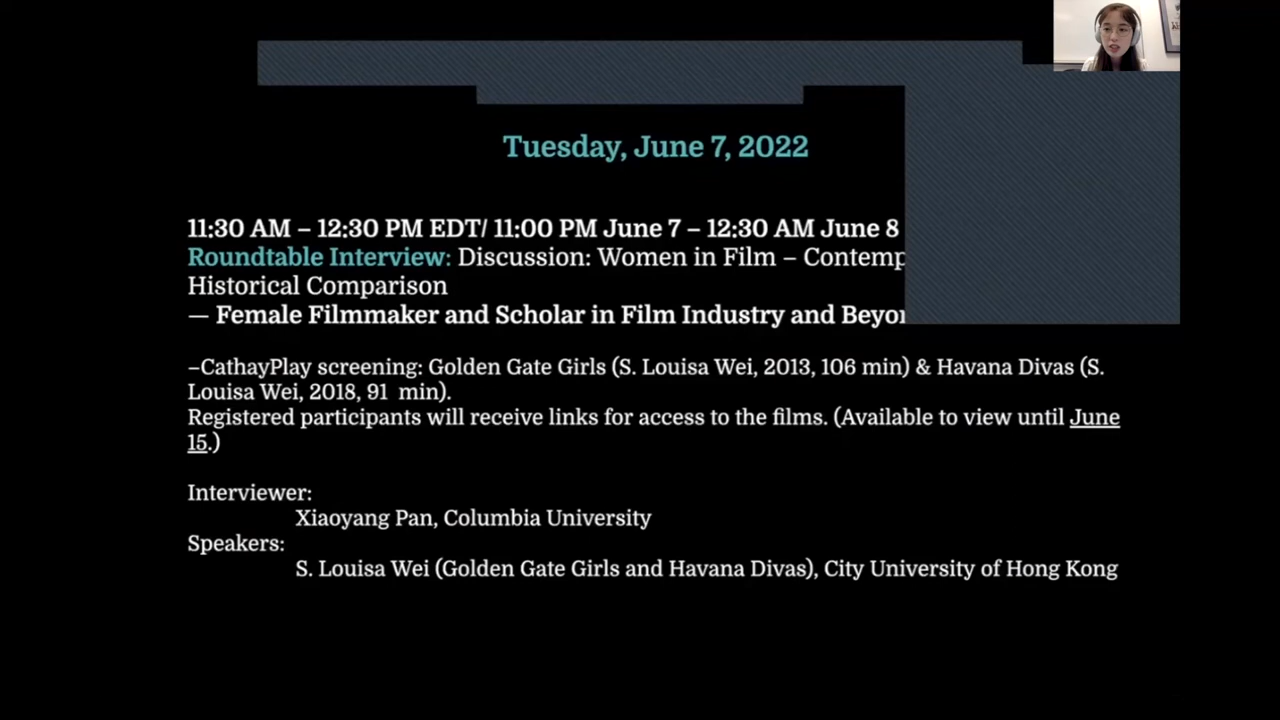 Tuesday, June 7, 2022
11:30 AM – 12:30 PM EDT/ 11:00 PM June 7 – 12:30 AM June 8
Roundtable Interview: Discussion: Women in Film –
Historical Comparison
— Female Filmmaker and Scholar in Film Industry and
–CathayPlay screening: Golden Gate Girls (S. Louisa Wei, 2013, 106 min) & Havana Divas (S.
Louisa Wei, 2018, 91 min).
Registered participants will receive links for access to the films. (Available to view until June
15.)
Interviewer:
Xiaoyang Pan, Columbia University
Speakers:
S. Louisa Wei (Golden Gate Girls and Havana Divas), City University of Hong Kong